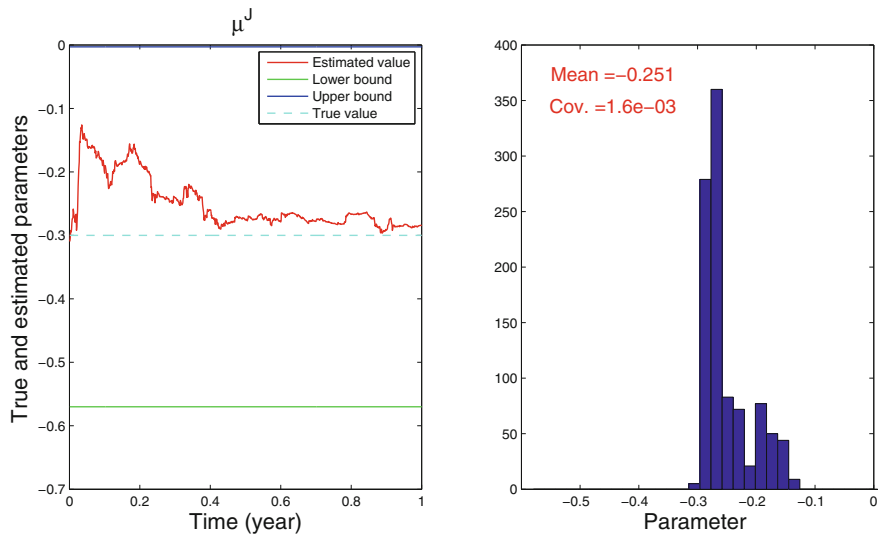 μ^J
True and estimated parameters
0
−0.1
−0.2
−0.3
−0.4
−0.5
−0.6
−0.7
Estimated value
Lower bound
Upper bound
True value
0
0.2
0.4
0.6
0.8
1
Time (year)
400
350
300
250
200
150
100
50
0
Mean =−0.251
Cov. =1.6e−03
−0.5
−0.4
−0.3
−0.2
−0.1
0
Parameter